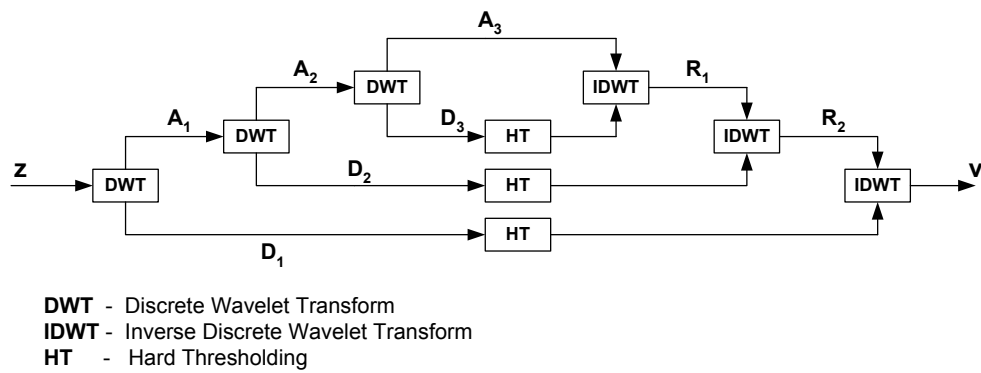 A3
A2 DWT IDWT R1
A1 DWT D3 HT IDWT R2
z DWT D2 HT IDWT v
D1 HT
DWT - Discrete Wavelet Transform
IDWT - Inverse Discrete Wavelet Transform
HT - Hard Thresholding